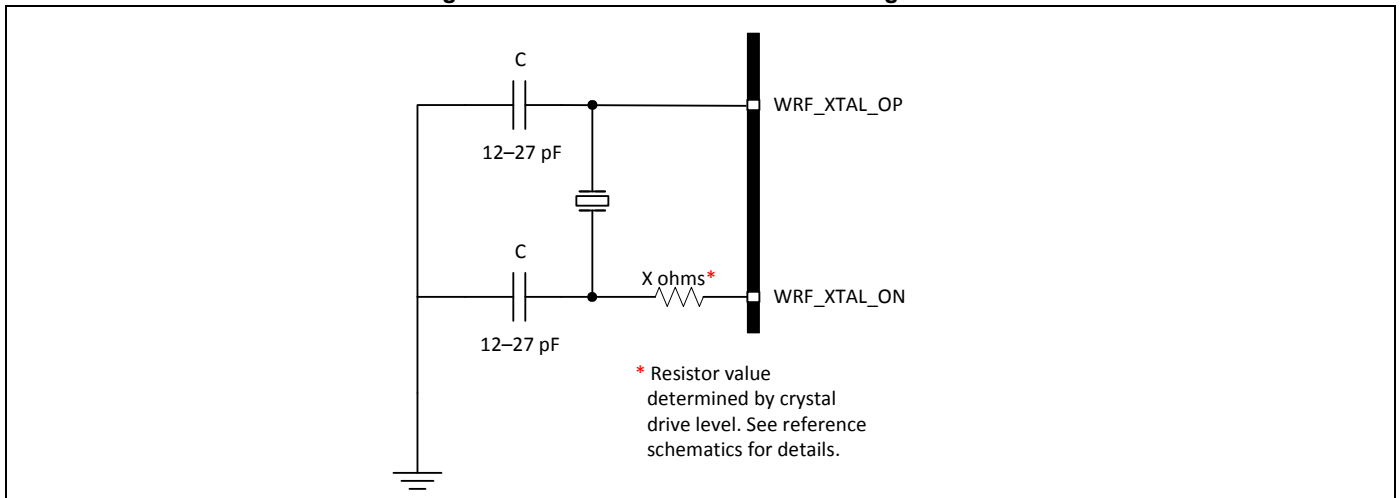 C
WRF_XTAL_OP
12–27 pF
C
X ohms*
WRF_XTAL_ON
12–27 pF
* Resistor value
determined by crystal
drive level. See reference
schematics for details.